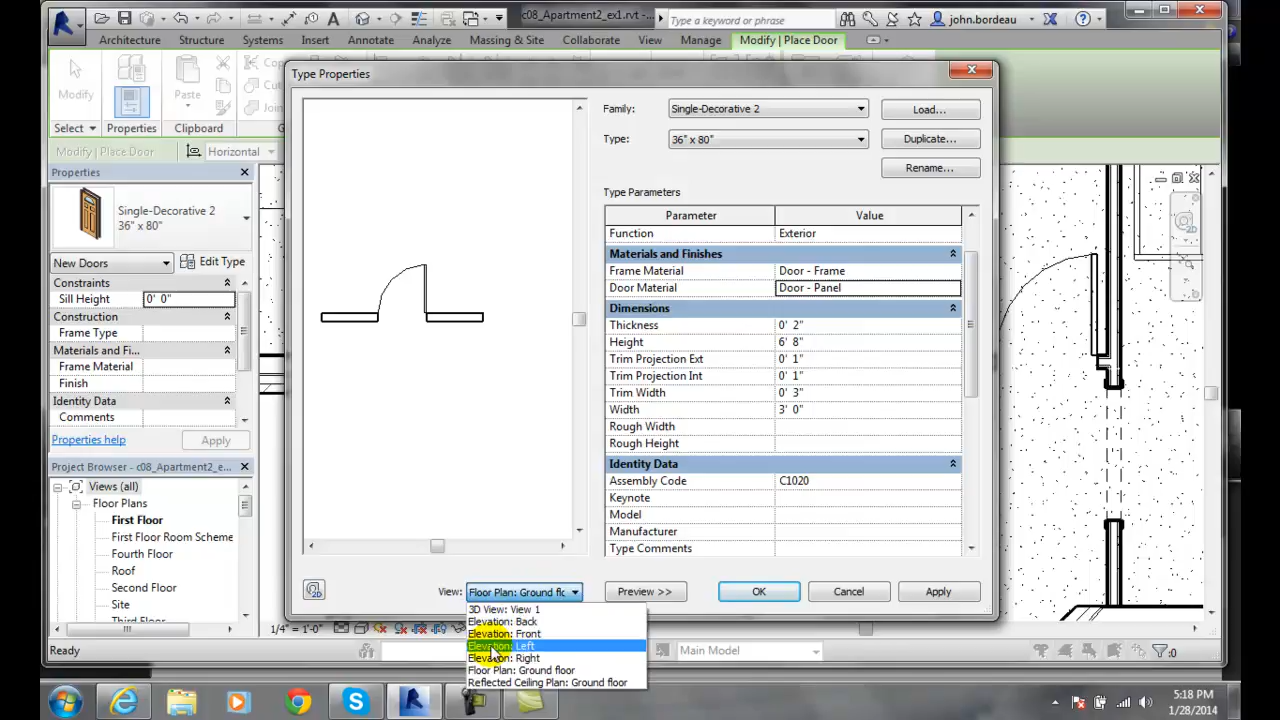 c08_Apartment2_ex1.rvt -...
Type a keyword or phrase
john.bordeau
Architecture Structure Systems Insert Annotate Analyze Massing & Site Collaborate View Manage Modify | Place Door
Modify
Paste
Select Properties Clipboard
Modify | Place Door Horizontal
Properties
Single-Decorative 2
36" x 80"
New Doors Edit Type
Constraints
Sill Height 0' 0"
Construction
Frame Type
Materials and Fi...
Frame Material
Finish
Identity Data
Comments
Properties help Apply
Project Browser - c08_Apartment2_e...
Views (all)
Floor Plans
First Floor
First Floor Room Scheme
Fourth Floor
Roof
Second Floor
Site
Third Floor
1/4" = 1'-0"
Ready
Main Model
:0
Type Properties
Family: Single-Decorative 2 Load...
Type: 36" x 80" Duplicate...
Rename...
Type Parameters
Parameter Value
Function Exterior
Materials and Finishes
Frame Material Door - Frame
Door Material Door - Panel
Dimensions
Thickness 0' 2"
Height 6' 8"
Trim Projection Ext 0' 1"
Trim Projection Int 0' 1"
Trim Width 0' 3"
Width 3' 0"
Rough Width
Rough Height
Identity Data
Assembly Code C1020
Keynote
Model
Manufacturer
Type Comments
View: Floor Plan: Ground flc Preview >> OK Cancel Apply
3D View: View 1
Elevation: Back
Elevation: Front
Elevation: Left
Elevation: Right
Floor Plan: Ground floor
Reflected Ceiling Plan: Ground floor
5:18 PM
1/28/2014